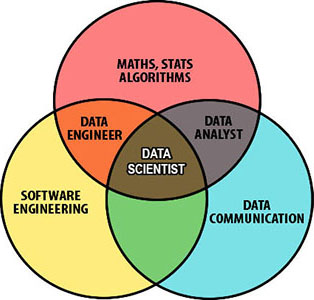 MATHS, STATS
ALGORITHMS
DATA
ENGINEER
DATA
ANALYST
DATA
SCIENTIST
SOFTWARE
ENGINEERING
DATA
COMMUNICATION